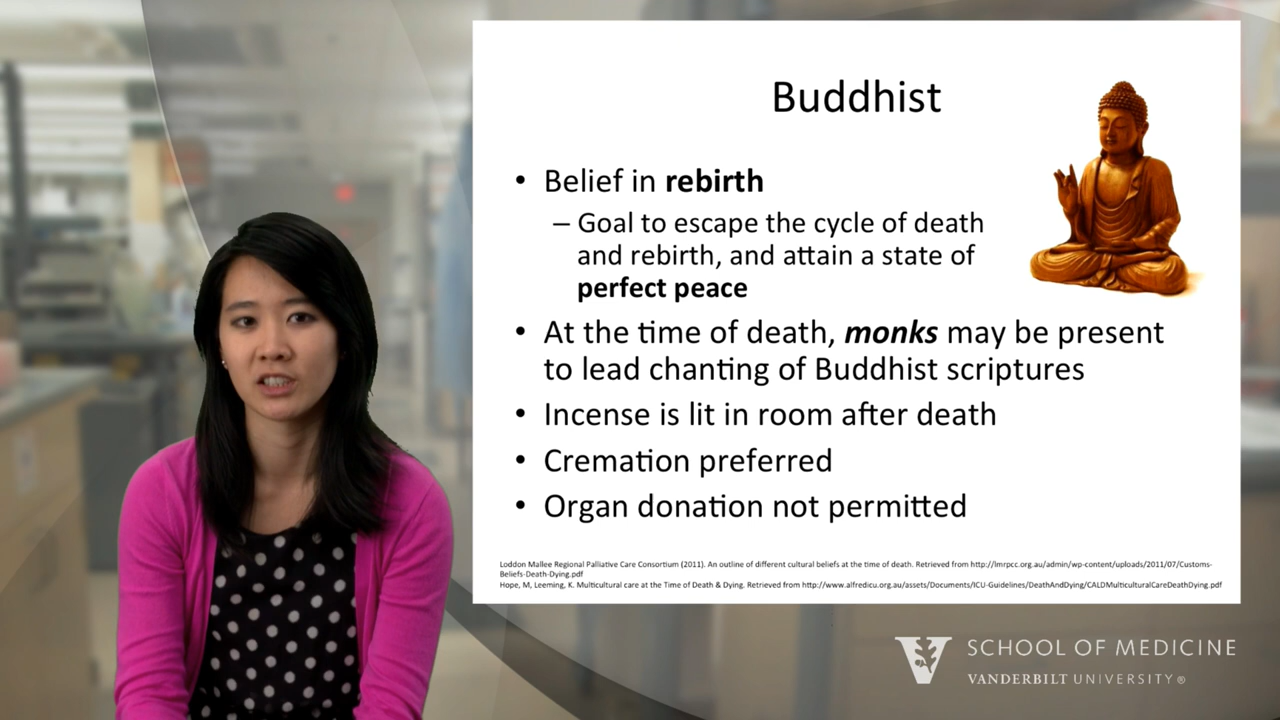 Buddhist
• Belief in rebirth
– Goal to escape the cycle of death
and rebirth, and attain a state of
perfect peace
• At the time of death, monks may be present
to lead chanting of Buddhist scriptures
• Incense is lit in room after death
• Cremation preferred
• Organ donation not permitted
Loddon Mallee Regional Palliative Care Consortium (2011). An outline of different cultural beliefs at the time of death. Retrieved from http://lmrpcc.org.au/admin/wp-content/uploads/2011/07/Customs-
Beliefs-Death-Dying.pdf
Hope, M, Leeming, K. Multicultural care at the Time of Death & Dying. Retrieved from http://www.alfredicu.org.au/assets/Documents/ICU-Guidelines/DeathAndDying/CALDMulticulturalCareDeathDying.pdf
V SCHOOL OF MEDICINE
VANDERBILT UNIVERSITY®